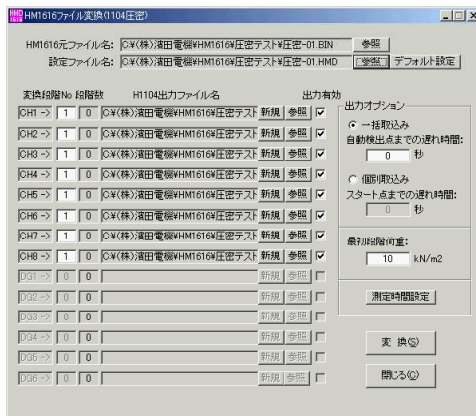 HM1616ファイル変換(1104圧密)
HM1616元ファイル名: C:¥(株)濱田電機¥HM1616¥圧密テスト¥圧密-01.BIN 参照
設定ファイル名: C:¥(株)濱田電機¥HM1616¥圧密テスト¥圧密-01.HMD 参照 デフォルト設定
変換段階No 段階数 H1104出力ファイル名 出力有効
CH1 -> 1 0 C:¥(株)濱田電機¥HM1616¥圧密テスト 新規 参照
CH2 -> 1 0 C:¥(株)濱田電機¥HM1616¥圧密テスト 新規 参照
CH3 -> 1 0 C:¥(株)濱田電機¥HM1616¥圧密テスト 新規 参照
CH4 -> 1 0 C:¥(株)濱田電機¥HM1616¥圧密テスト 新規 参照
CH5 -> 1 0 C:¥(株)濱田電機¥HM1616¥圧密テスト 新規 参照
CH6 -> 1 0 C:¥(株)濱田電機¥HM1616¥圧密テスト 新規 参照
CH7 -> 1 0 C:¥(株)濱田電機¥HM1616¥圧密テスト 新規 参照
CH8 -> 1 0 C:¥(株)濱田電機¥HM1616¥圧密テスト 新規 参照
DG1 -> 0 0 新規 参照
DG2 -> 0 0 新規 参照
DG3 -> 0 0 新規 参照
DG4 -> 0 0 新規 参照
DG5 -> 0 0 新規 参照
DG6 -> 0 0 新規 参照
出力オプション
一括取込み
自動検出点までの遅れ時間:
0 秒
個別取込み
スタート点までの遅れ時間:
0 秒
最初段階荷重:
10 kN/m2
測定時間設定
変 換(S)
閉じる(C)